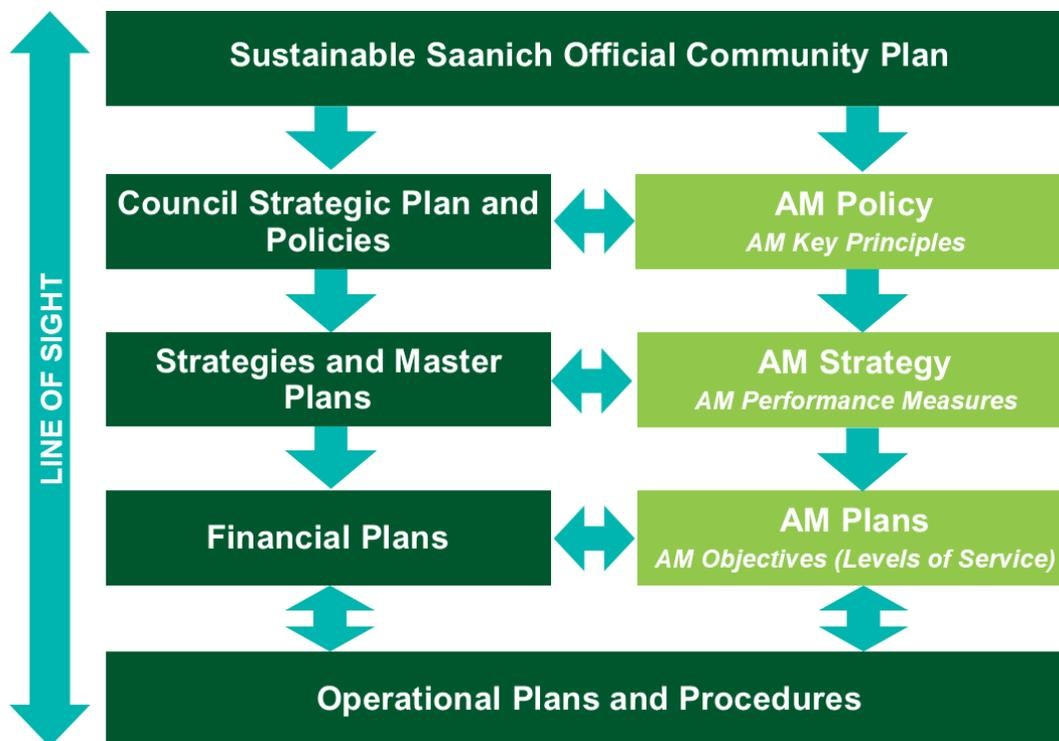 Sustainable Saanich Official Community Plan
LINE OF SIGHT
Council Strategic Plan and
Policies
AM Policy
AM Key Principles
Strategies and Master
Plans
AM Strategy
AM Performance Measures
Financial Plans
AM Plans
AM Objectives (Levels of Service)
Operational Plans and Procedures